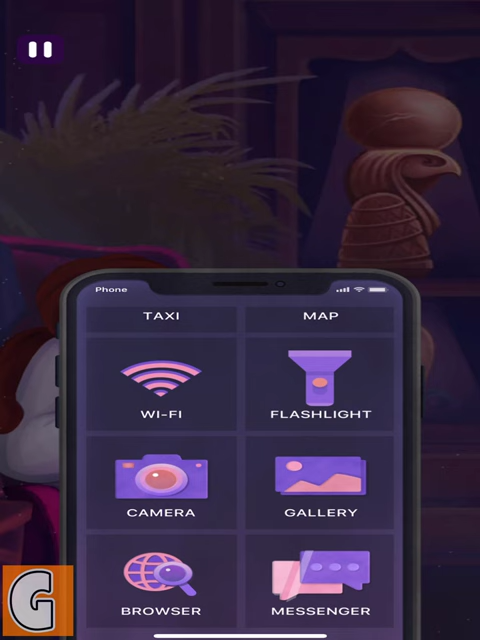 Phone
TAXI MAP
WI-FI FLASHLIGHT
CAMERA GALLERY
BROWSER MESSENGER
G